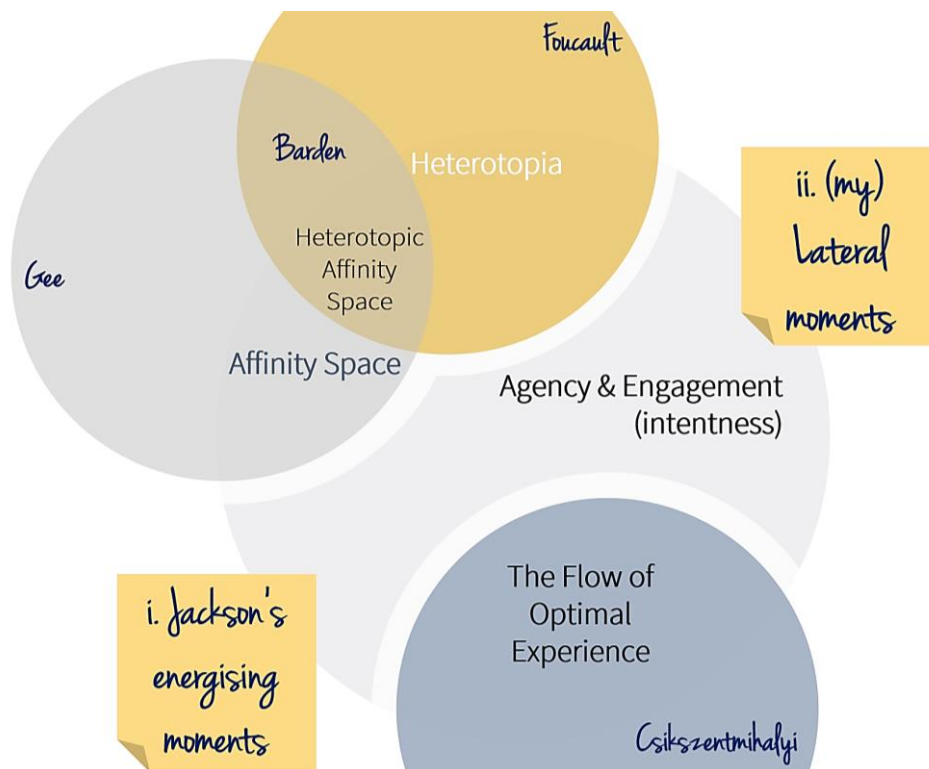 Foucault
Barden
Heterotopia
Heterotopic
Affinity
Space
Gee
Affinity Space
ii. (my)
Lateral
moments
Agency & Engagement
(intentness)
The Flow of
Optimal
Experience
Csikszentmihalyi
i. Jackson's
energising
moments